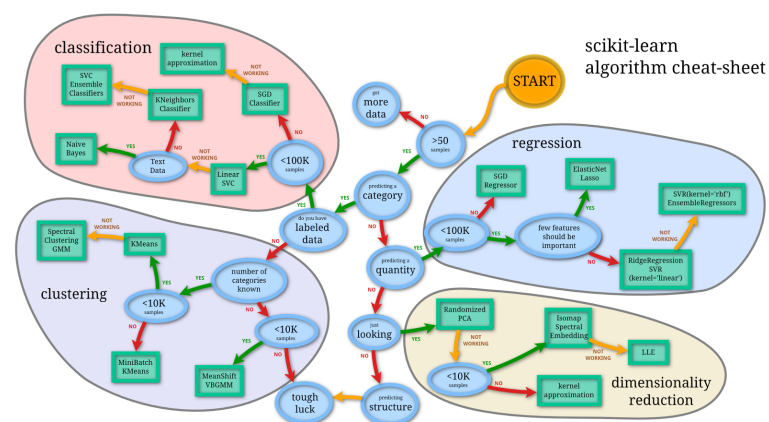 classification
kernel
approximation
NOT
WORKING
SVC
Ensemble
Classifiers
NOT
WORKING
KNeighbors
Classifier
SGD
Classifier
NO
NO
Naive
Bayes
YES
Text
Data
NOT
WORKING
Linear
SVC
YES
<100K
samples
YES
scikit-learn
algorithm cheat-sheet
START
get
more
data
NO
>50
samples
YES
predicting a
category
YES
NO
do you have
labeled
data
NO
predicting a
quantity
YES
NO
regression
SGD
Regressor
NO
<100K
samples
YES
ElasticNet
Lasso
YES
few features
should be
important
NO
SVR(kernel='rbf')
EnsembleRegressors
NOT
WORKING
RidgeRegression
SVR
(kernel='linear')
clustering
Spectral
Clustering
GMM
NOT
WORKING
KMeans
YES
YES
number of
categories
known
NO
<10K
samples
NO
MiniBatch
KMeans
<10K
samples
YES
NO
MeanShift
VBGMM
tough
luck
just
looking
YES
NO
predicting
structure
Randomized
PCA
NOT
WORKING
<10K
samples
YES
NO
Isomap
Spectral
Embedding
NOT
WORKING
LLE
kernel
approximation
dimensionality
reduction